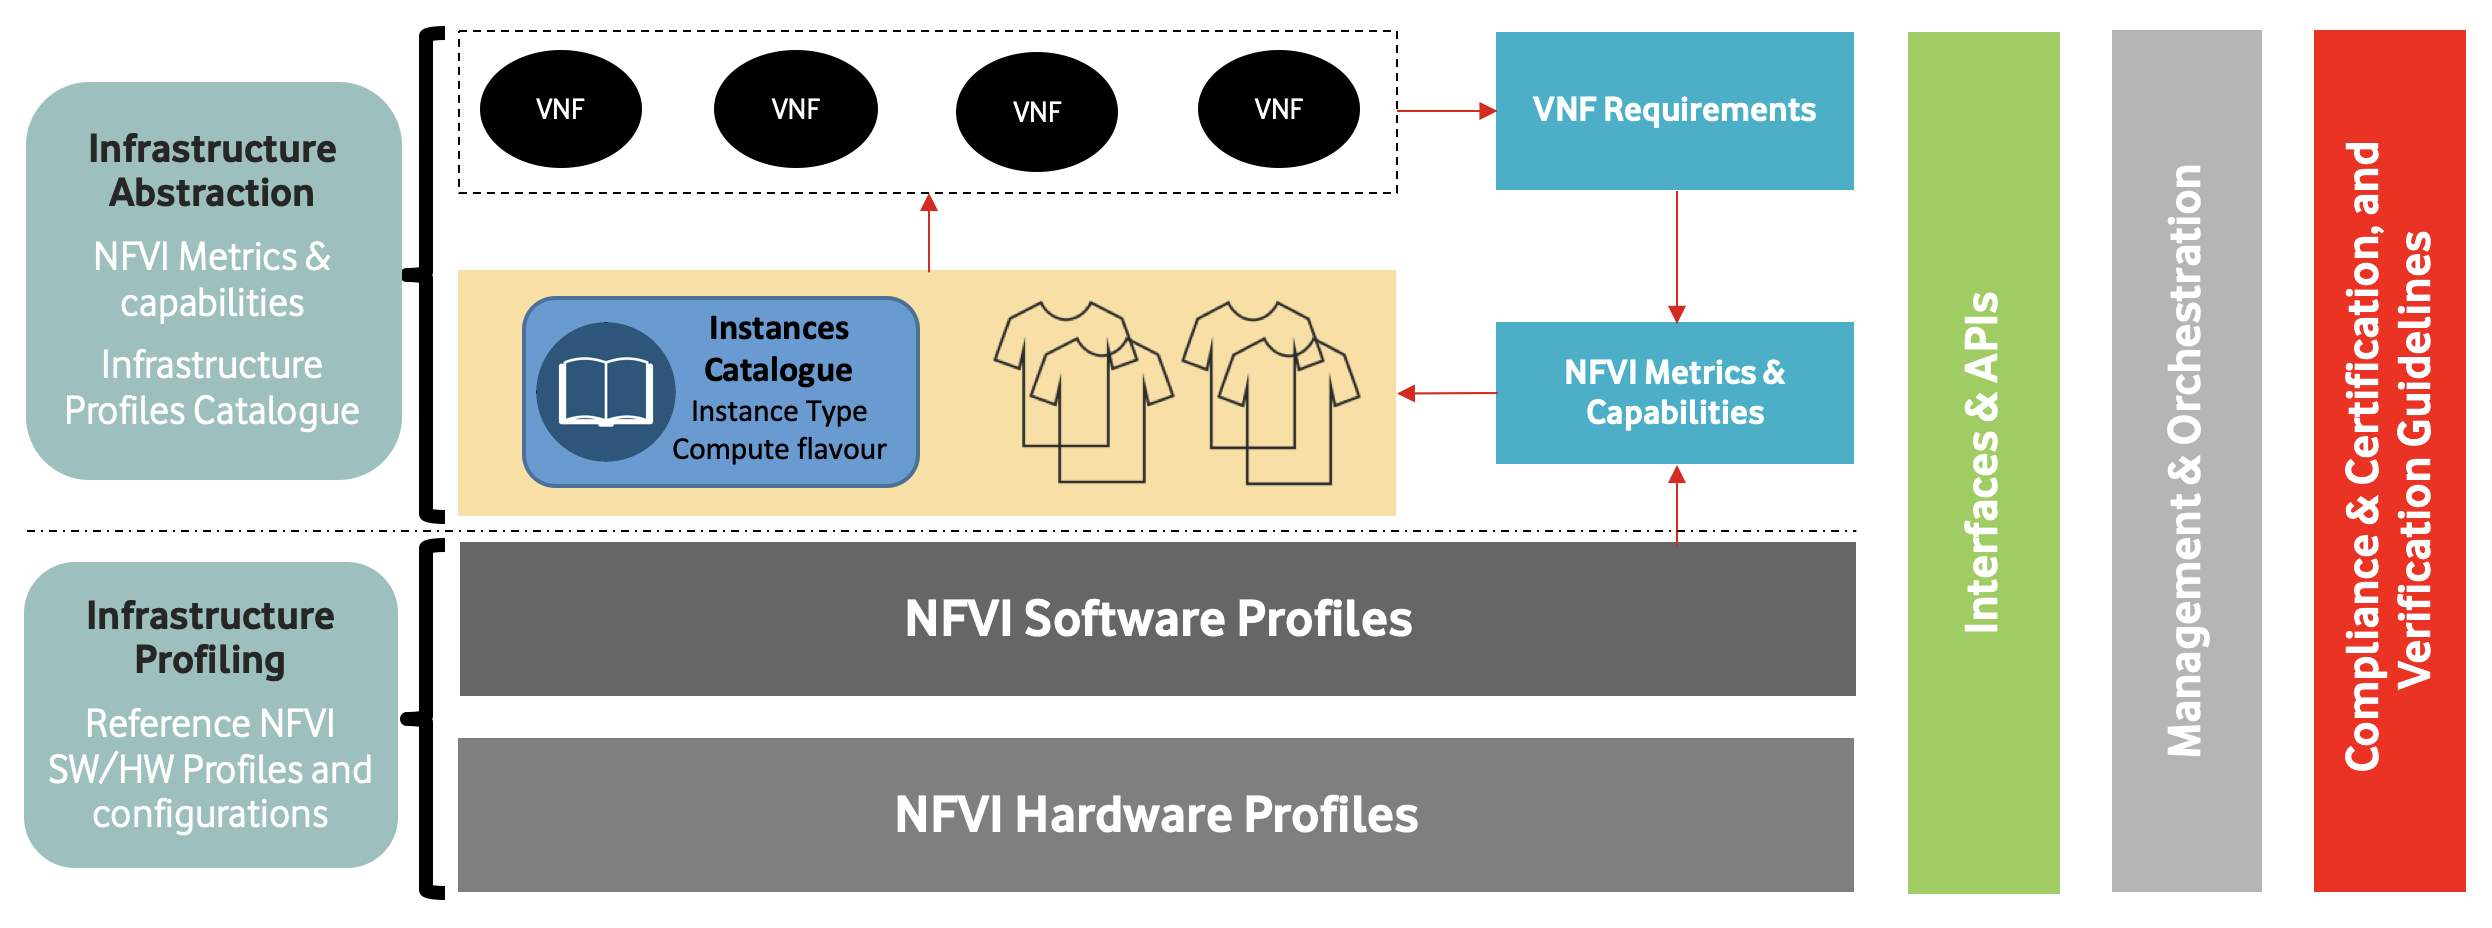 Infrastructure
Abstraction
NFVI Metrics &
capabilities
Infrastructure
Profiles Catalogue
VNF
VNF
VNF
VNF
VNF Requirements
Instances
Catalogue
Instance Type
Compute flavour
NFVI Metrics &
Capabilities
Infrastructure
Profiling
Reference NFVI
SW/HW Profiles and
configurations
NFVI Software Profiles
NFVI Hardware Profiles
Interfaces & APIs
Management & Orchestration
Compliance & Certification, and
Verification Guidelines